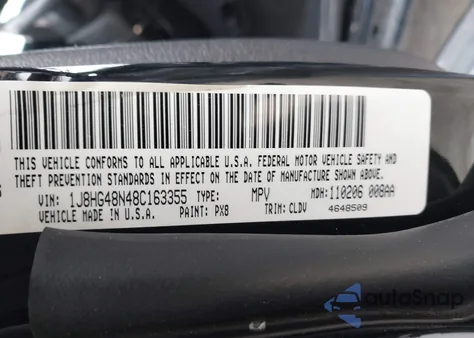 THIS VEHICLE CONFORMS TO ALL APPLICABLE U.S.A. FEDERAL MOTOR VEHICLE SAFETY AND
THEFT PREVENTION STANDARDS IN EFFECT ON THE DATE OF MANUFACTURE SHOWN ABOVE.
VIN: 1J8HG48N48C163355 TYPE: MPV MDH: 110206 008AA
VEHICLE MADE IN U.S.A. PAINT: PX8 TRIM: CLDV 4648509
AutoSnap